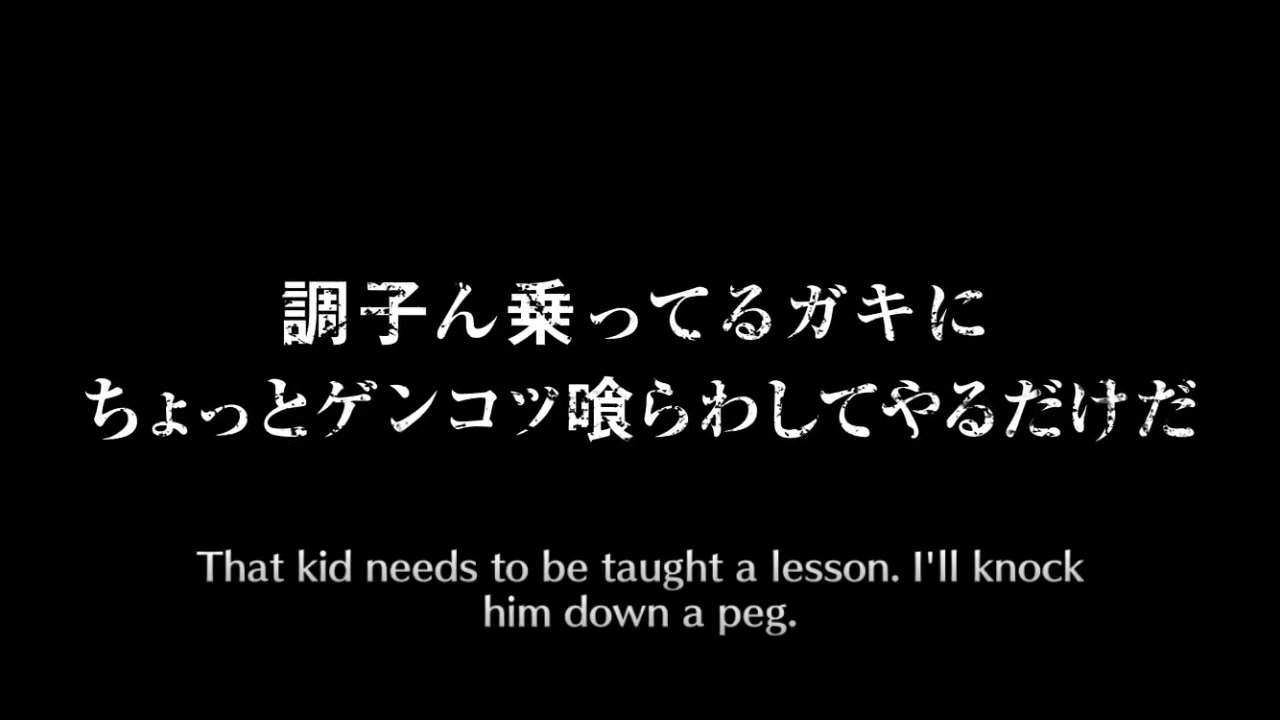 調子ん乗ってるガキに
ちょっとゲンコツ喰らわしてやるだけだ
That kid needs to be taught a lesson. I'll knock
him down a peg.